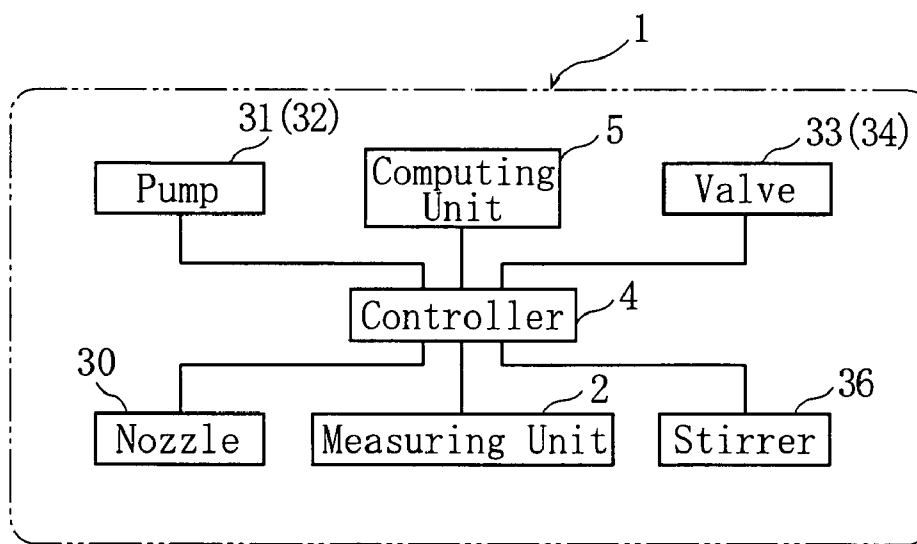 1
31(32)
5
33(34)
Pump
Computing
Unit
Valve
Controller
4
30
2
36
Nozzle
Measuring Unit
Stirrer